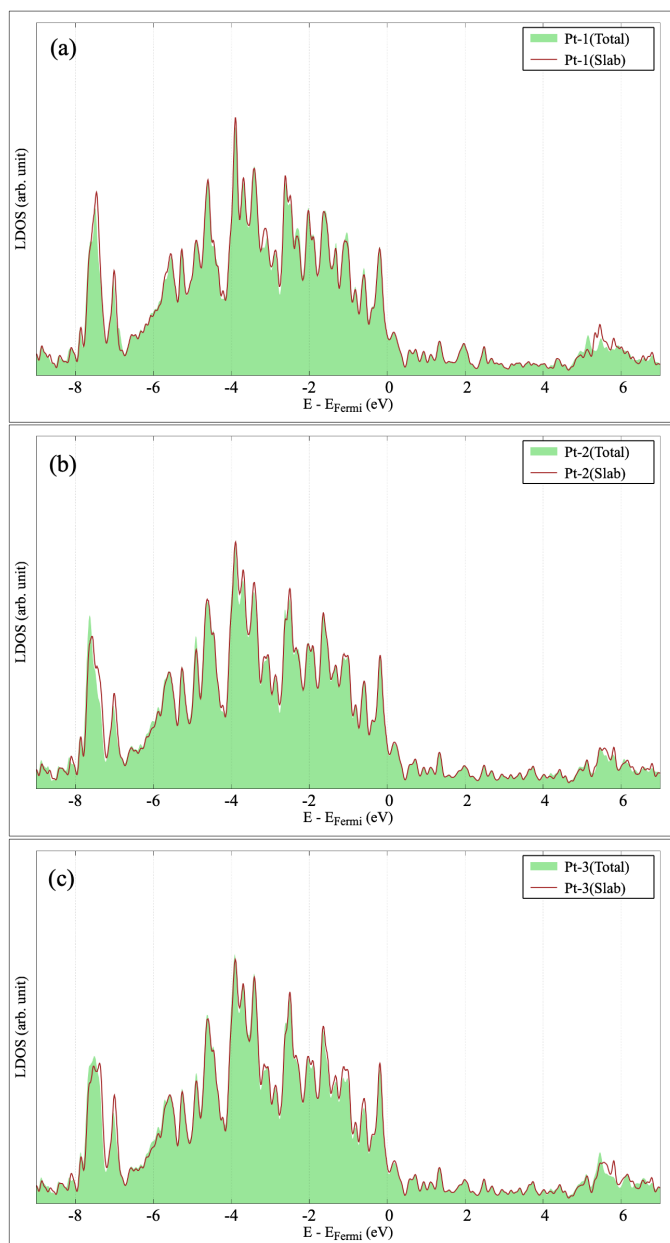 (a)
Pt-1(Total)
Pt-1(Slab)
LDOS (arb. unit)
-8 -6 -4 -2 0 2 4 6
E - EFermi (eV)
(b)
Pt-2(Total)
Pt-2(Slab)
LDOS (arb. unit)
-8 -6 -4 -2 0 2 4 6
E - EFermi (eV)
(c)
Pt-3(Total)
Pt-3(Slab)
LDOS (arb. unit)
-8 -6 -4 -2 0 2 4 6
E - EFermi (eV)